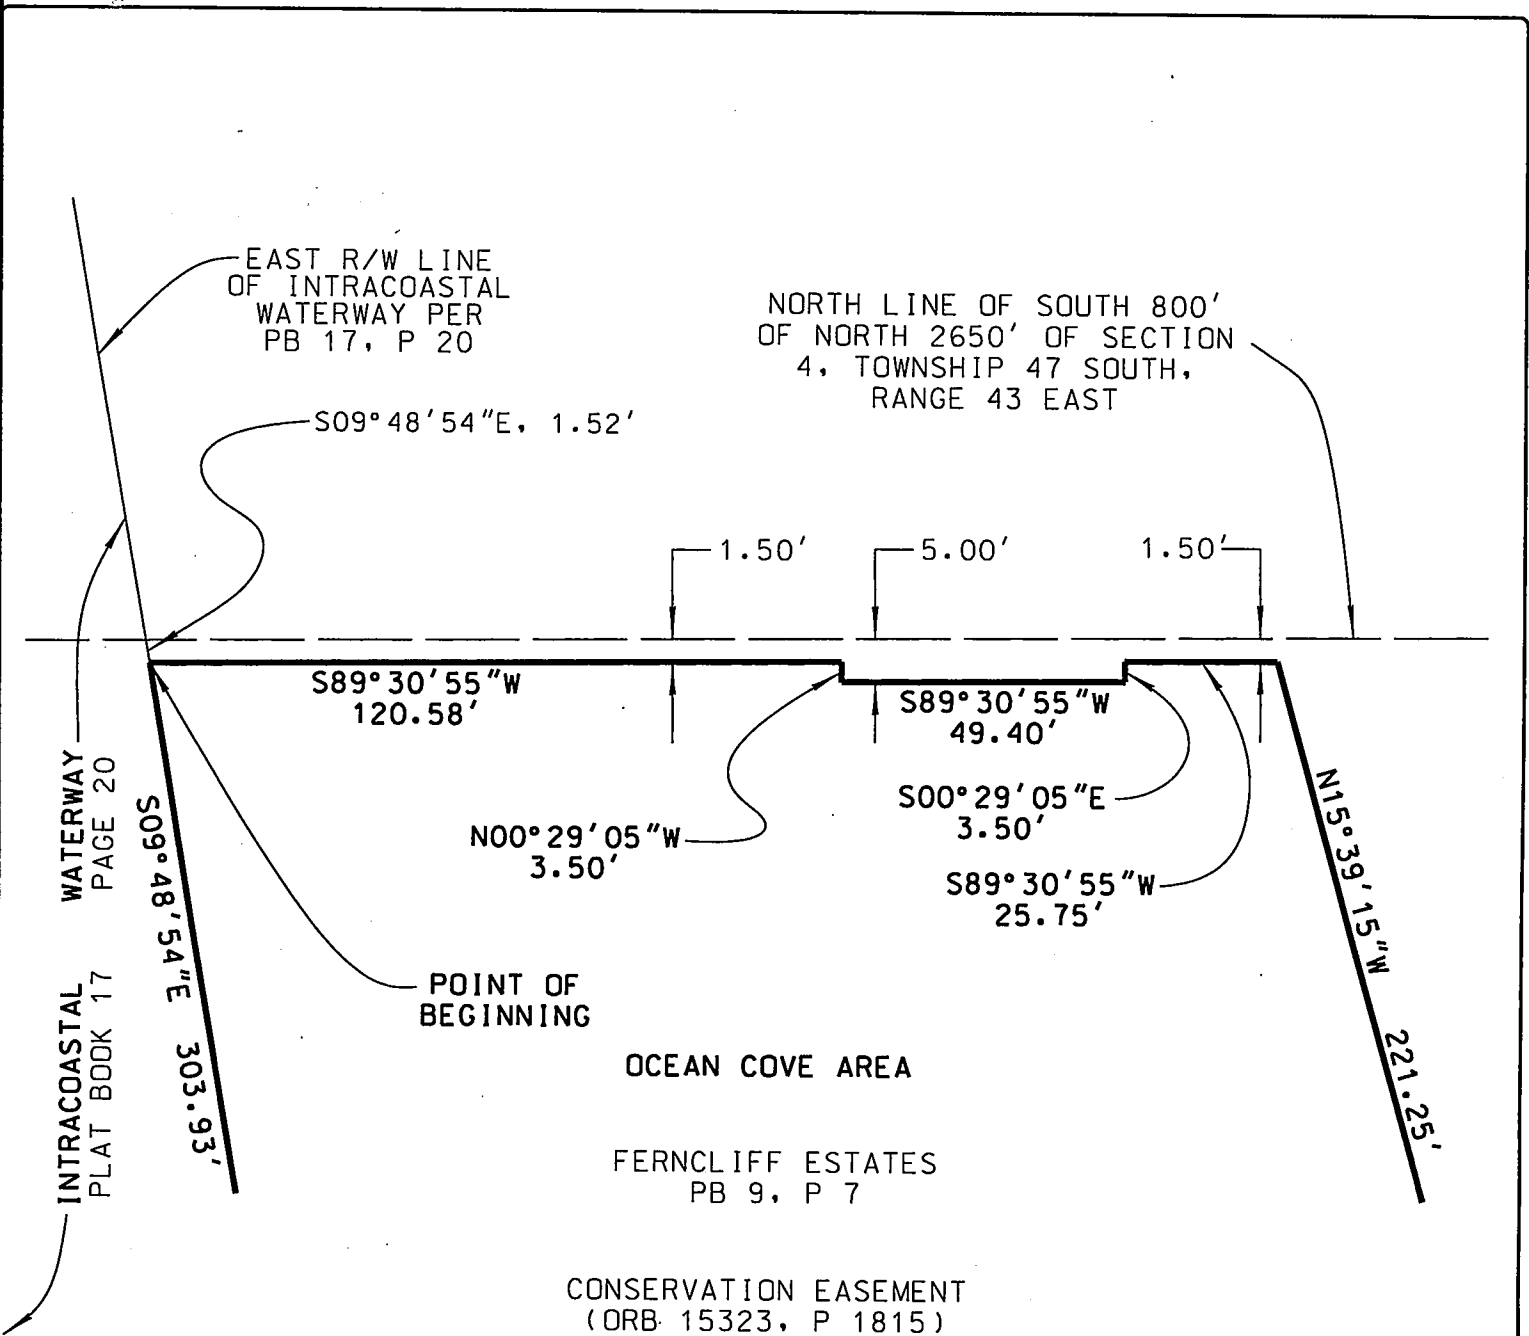 EAST R/W LINE
OF INTRACOASTAL
WATERWAY PER
PB 17, P 20
NORTH LINE OF SOUTH 800'
OF NORTH 2650' OF SECTION
4, TOWNSHIP 47 SOUTH,
RANGE 43 EAST
S09°48'54"E, 1.52'
1.50'
5.00'
1.50'
S89°30'55"W
120.58'
S89°30'55"W
49.40'
S00°29'05"E
3.50'
N00°29'05"W
3.50'
S89°30'55"W
25.75'
N15°39'15"W 221.25'
S09°48'54"E 303.93'
INTRACOASTAL WATERWAY
PLAT BOOK 17 PAGE 20
POINT OF
BEGINNING
OCEAN COVE AREA
FERNCLIFF ESTATES
PB 9, P 7
CONSERVATION EASEMENT
(ORB 15323, P 1815)